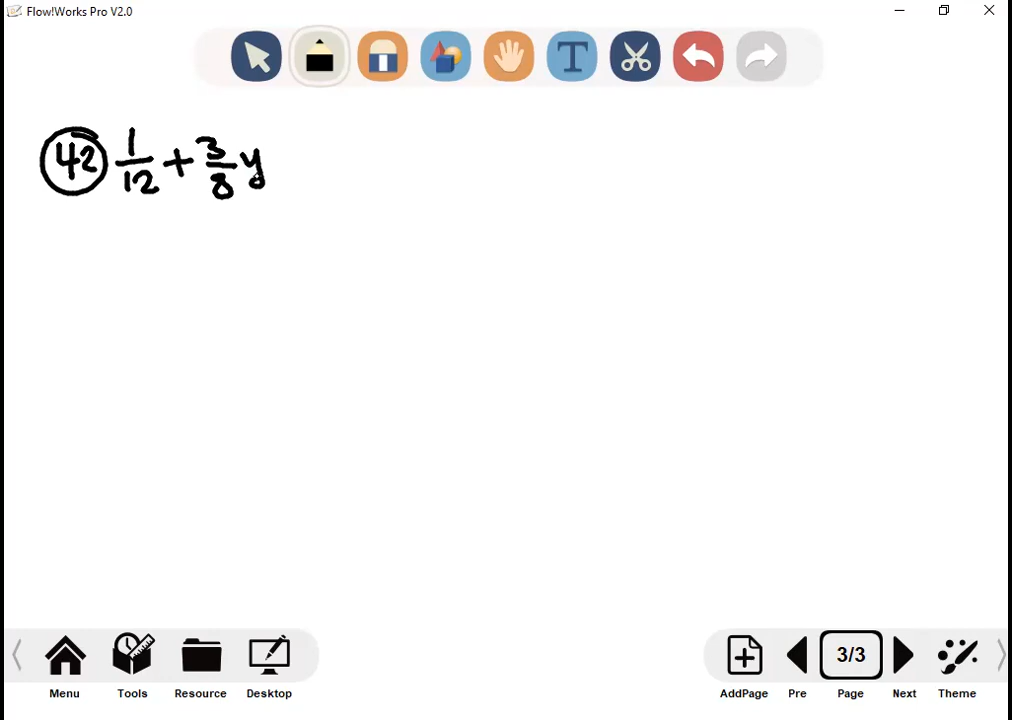 Flow!Works Pro V2.0
T
42 1/12 + 3/8 y
Menu Tools Resource Desktop
3/3
AddPage Pre Page Next Theme